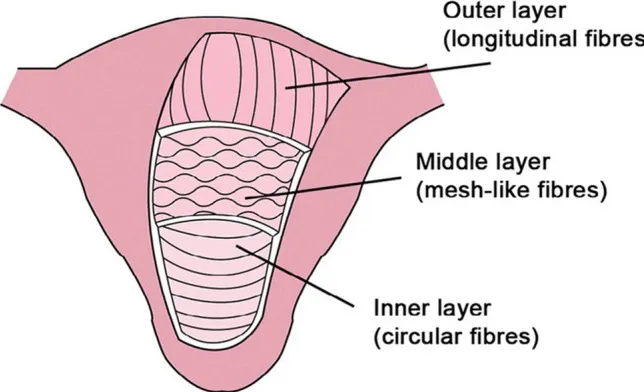 Outer layer
(longitudinal fibres
Middle layer
(mesh-like fibres)
Inner layer
(circular fibres)